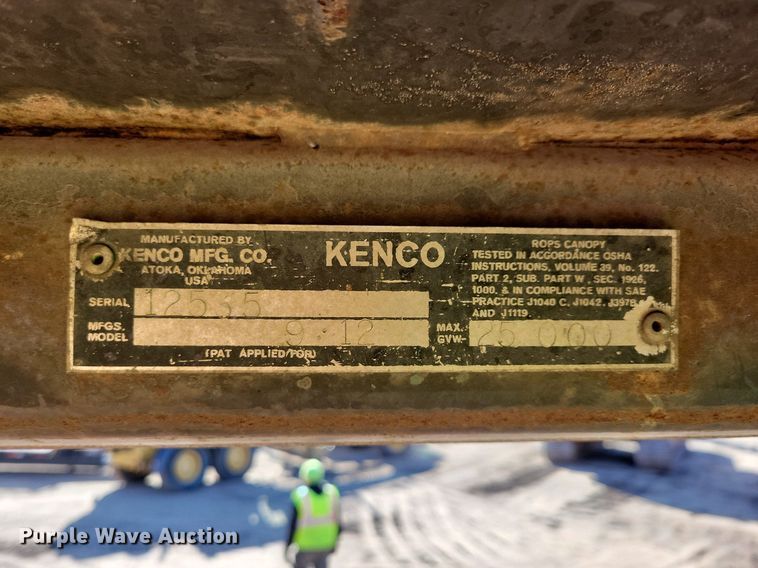 MANUFACTURED BY
KENCO MFG. CO.
ATOKA, OKLAHOMA
USA
KENCO
ROPS CANOPY
TESTED IN ACCORDANCE OSHA
INSTRUCTIONS, VOLUME 39, No. 122.
PART 2, SUB. PART W, SEC. 1926,
1000, & IN COMPLIANCE WITH SAE
PRACTICE J1040 C, J1042, J397B,
AND J1119.
SERIAL 12535
MFGS. MODEL 9-12
MAX. GVW- 25 000
(PAT APPLIED FOR)
Purple Wave Auction